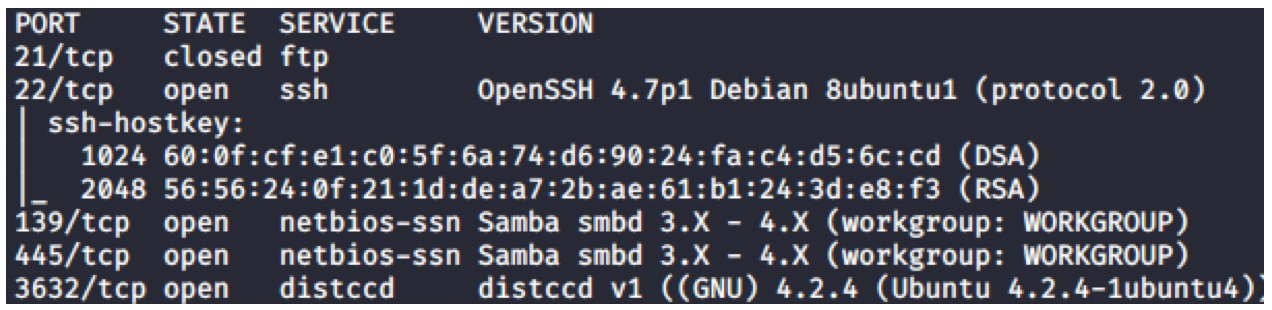 PORT STATE SERVICE VERSION
21/tcp closed ftp
22/tcp open ssh OpenSSH 4.7p1 Debian 8ubuntu1 (protocol 2.0)
| ssh-hostkey:
| 1024 60:0f:cf:e1:c0:5f:6a:74:d6:90:24:fa:c4:d5:6c:cd (DSA)
|_ 2048 56:56:24:0f:21:1d:de:a7:2b:ae:61:b1:24:3d:e8:f3 (RSA)
139/tcp open netbios-ssn Samba smbd 3.X - 4.X (workgroup: WORKGROUP)
445/tcp open netbios-ssn Samba smbd 3.X - 4.X (workgroup: WORKGROUP)
3632/tcp open distccd distccd v1 ((GNU) 4.2.4 (Ubuntu 4.2.4-1ubuntu4))